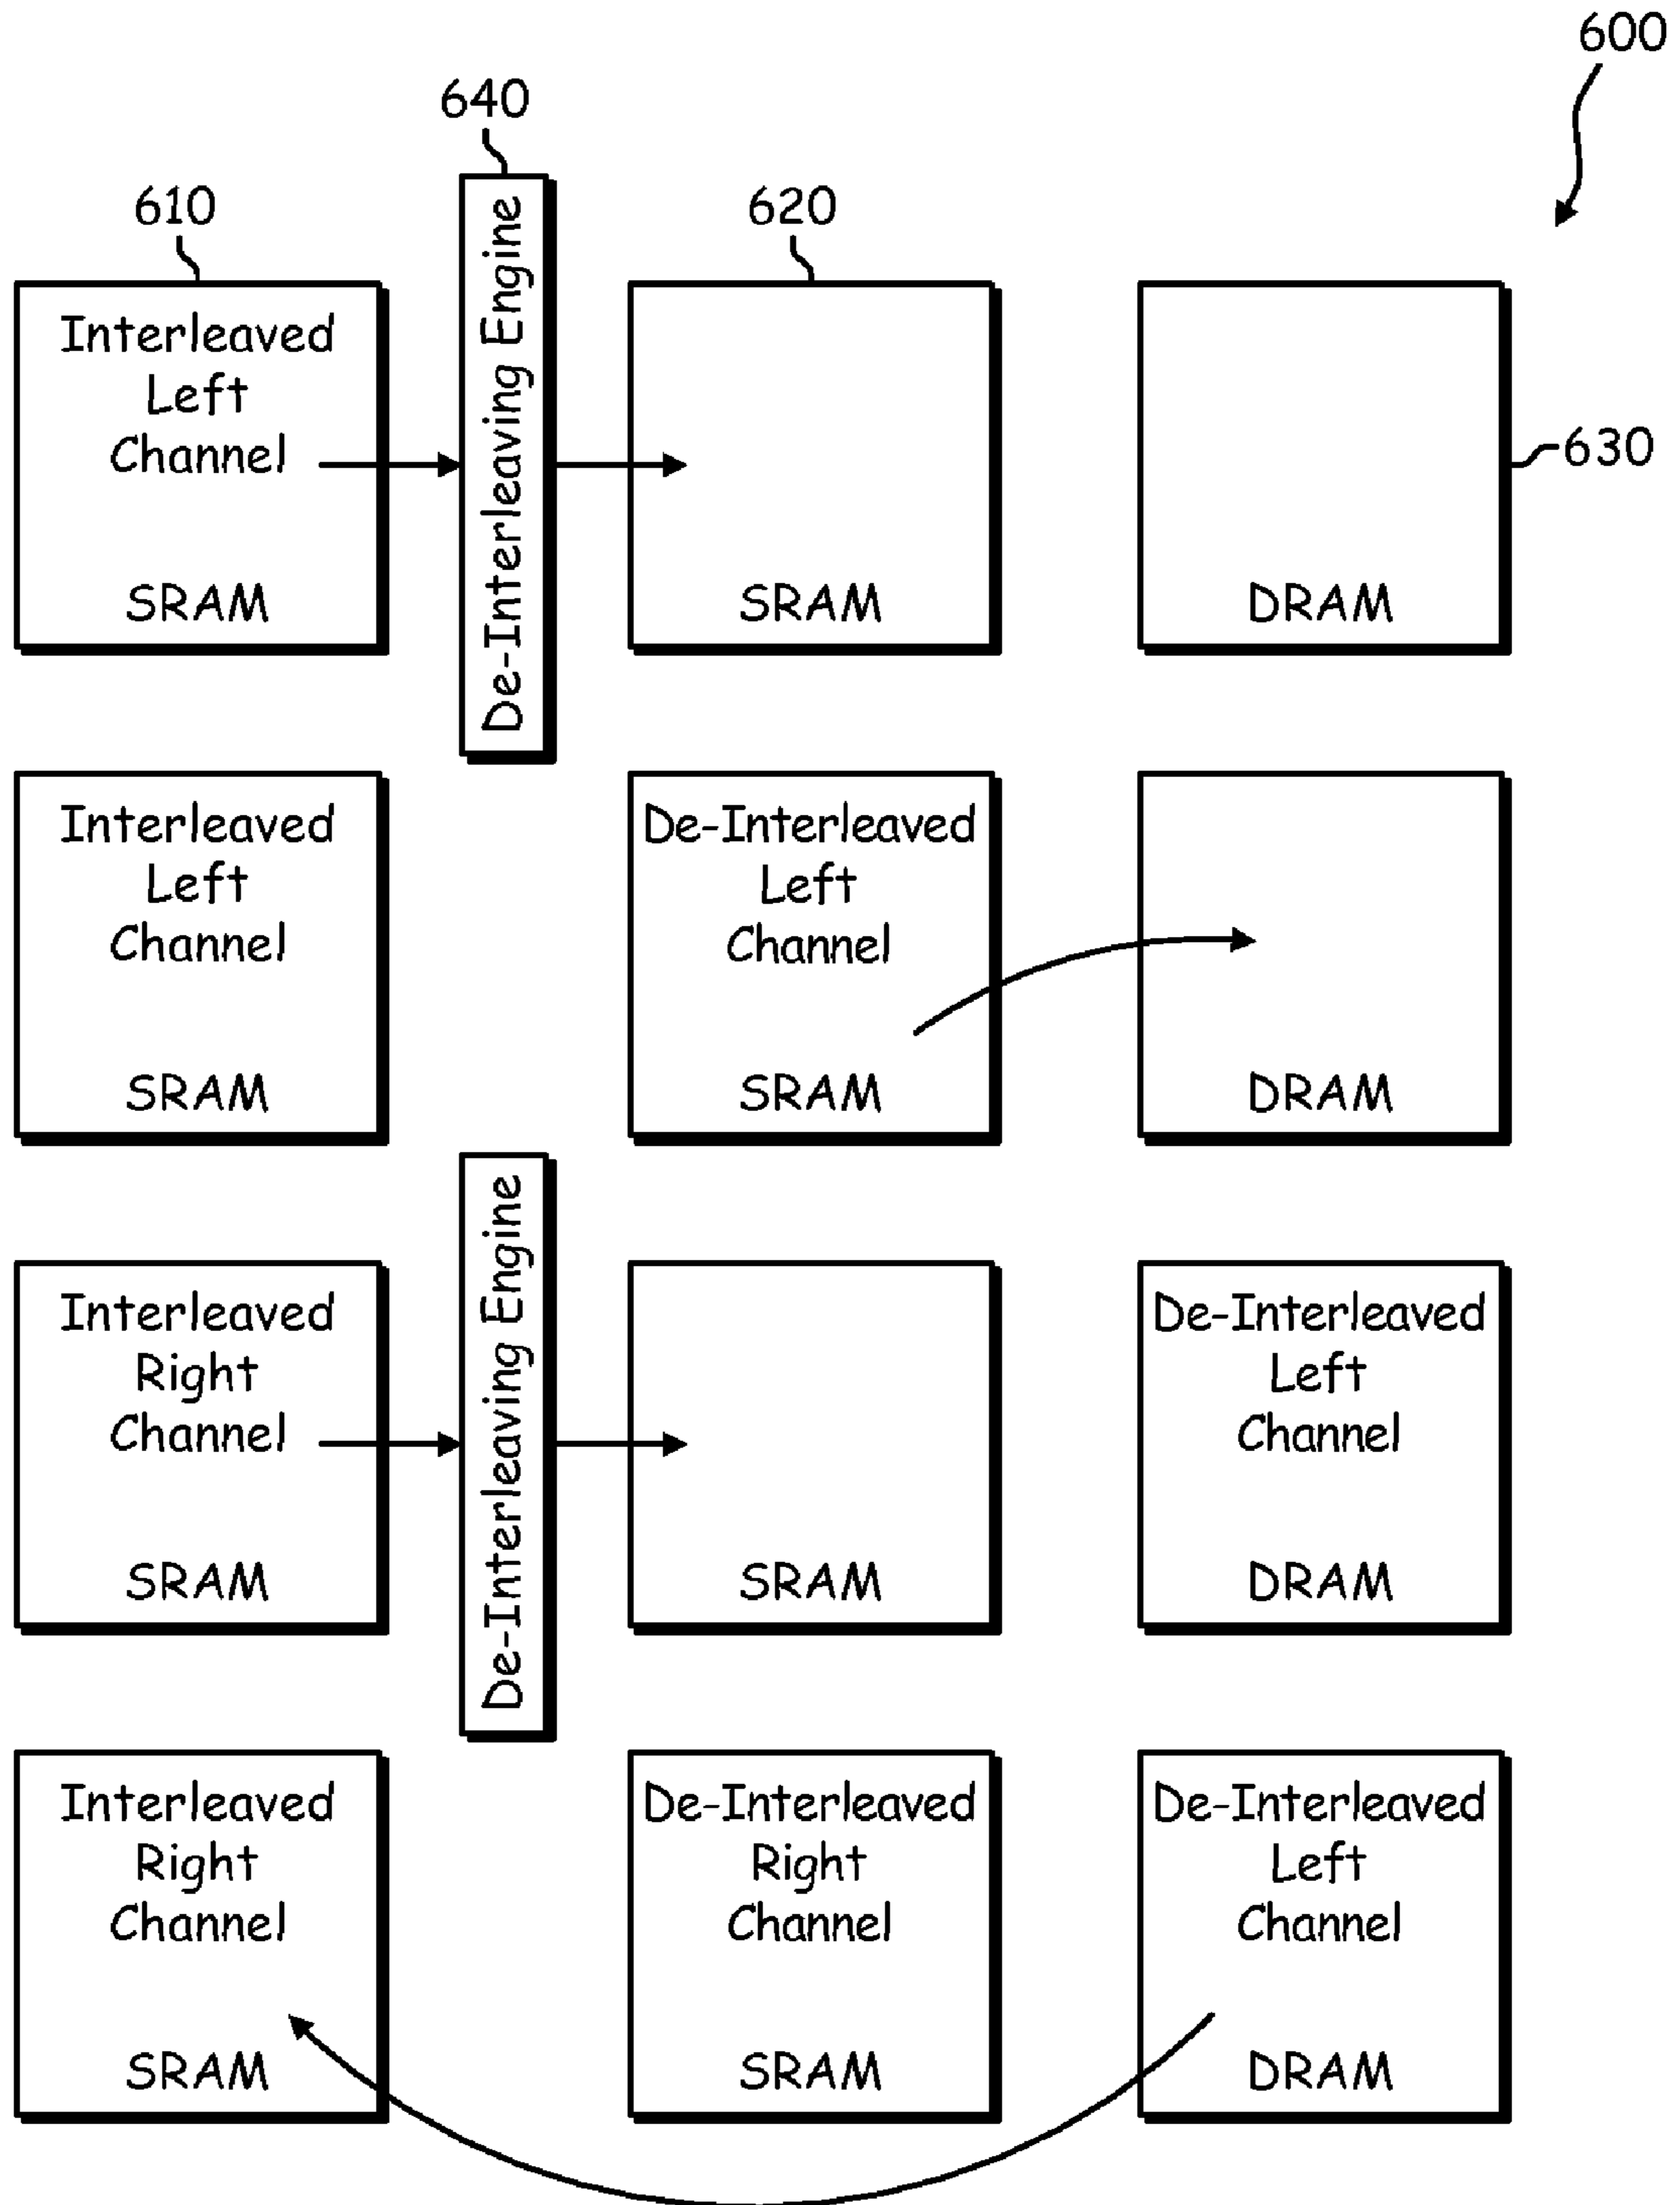 600
640
610
620
Interleaved
Left
Channel
SRAM
De-Interleaving Engine
SRAM
DRAM
630
Interleaved
Left
Channel
SRAM
De-Interleaved
Left
Channel
SRAM
DRAM
Interleaved
Right
Channel
SRAM
De-Interleaving Engine
SRAM
De-Interleaved
Left
Channel
DRAM
Interleaved
Right
Channel
SRAM
De-Interleaved
Right
Channel
SRAM
De-Interleaved
Left
Channel
DRAM